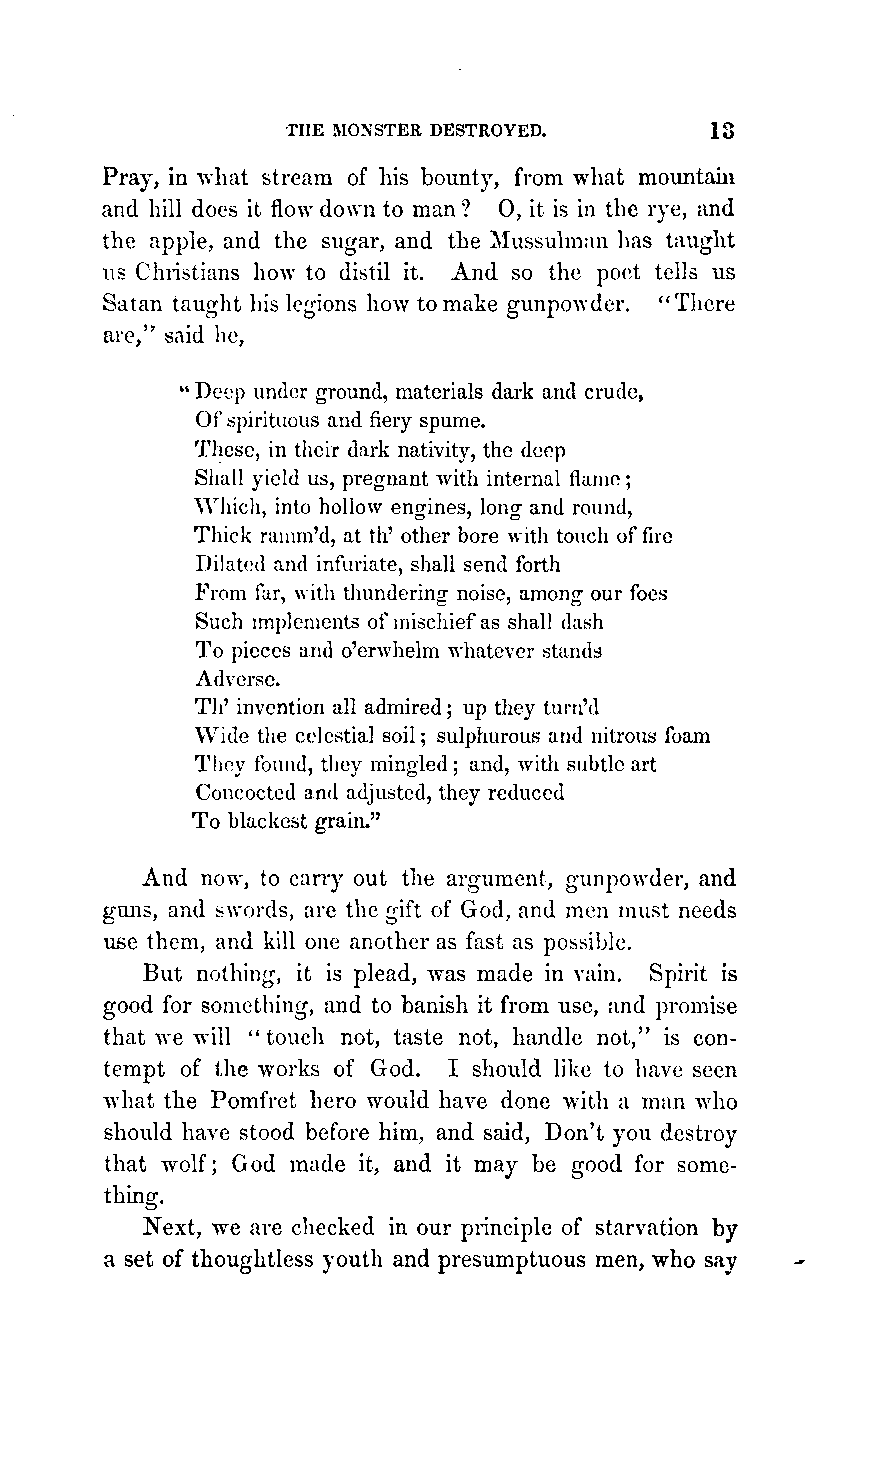 THE MONSTER DESTROYED. 13
Pray, in what stream of his bounty, from what mountain
and hill does it flow down to man? O, it is in the rye, and
the apple, and the sugar, and the Mussulman has taught
us Christians how to distil it. And so the poet tells us
Satan taught his legions how to make gunpowder. "There
are," said he,
"Deep under ground, materials dark and crude,
Of spirituous and fiery spume.
These, in their dark nativity, the deep
Shall yield us, pregnant with internal flame;
Which, into hollow engines, long and round,
Thick ramm'd, at th' other bore with touch of fire
Dilated and infuriate, shall send forth
From far, with thundering noise, among our foes
Such implements of mischief as shall dash
To pieces and o'erwhelm whatever stands
Adverse.
Th' invention all admired; up they turn'd
Wide the celestial soil; sulphurous and nitrous foam
They found, they mingled; and, with subtle art
Concocted and adjusted, they reduced
To blackest grain."
And now, to carry out the argument, gunpowder, and
guns, and swords, are the gift of God, and men must needs
use them, and kill one another as fast as possible.
But nothing, it is plead, was made in vain. Spirit is
good for something, and to banish it from use, and promise
that we will "touch not, taste not, handle not," is con-
tempt of the works of God. I should like to have seen
what the Pomfret hero would have done with a man who
should have stood before him, and said, Don't you destroy
that wolf; God made it, and it may be good for some-
thing.
Next, we are checked in our principle of starvation by
a set of thoughtless youth and presumptuous men, who say